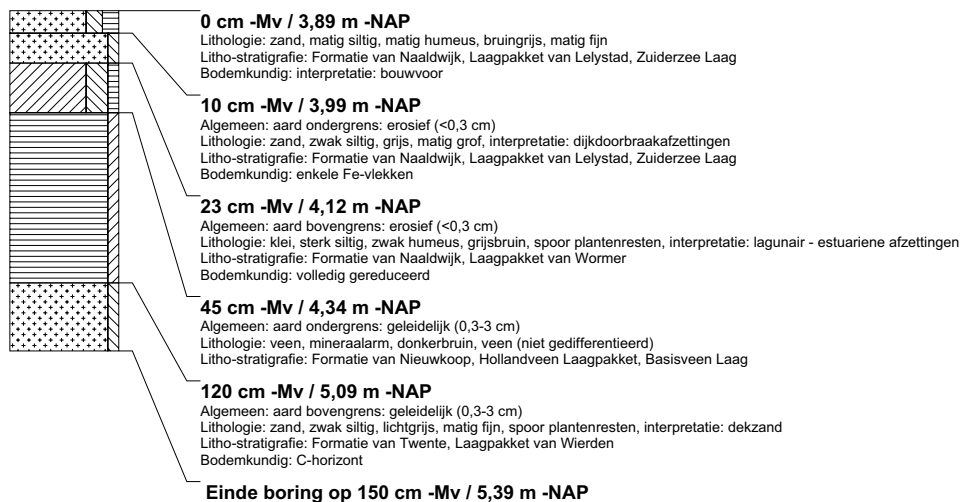 0 cm -Mv / 3,89 m -NAP
Lithologie: zand, matig siltig, matig humeus, bruingrijs, matig fijn
Litho-stratigrafie: Formatie van Naaldwijk, Laagpakket van Lelystad, Zuiderzee Laag
Bodemkundig: interpretatie: bouwvoor
10 cm -Mv / 3,99 m -NAP
Algemeen: aard ondergrens: erosief (<0,3 cm)
Lithologie: zand, zwak siltig, grijs, matig grof, interpretatie: dijkdoorbraakafzettingen
Litho-stratigrafie: Formatie van Naaldwijk, Laagpakket van Lelystad, Zuiderzee Laag
Bodemkundig: enkele Fe-vlekken
23 cm -Mv / 4,12 m -NAP
Algemeen: aard bovengrens: erosief (<0,3 cm)
Lithologie: klei, sterk siltig, zwak humeus, grijsbruin, spoor plantenresten, interpretatie: lagunair - estuariene afzettingen
Litho-stratigrafie: Formatie van Naaldwijk, Laagpakket van Wormer
Bodemkundig: volledig gereduceerd
45 cm -Mv / 4,34 m -NAP
Algemeen: aard ondergrens: geleidelijk (0,3-3 cm)
Lithologie: veen, mineraalarm, donkerbruin, veen (niet gedifferentieerd)
Litho-stratigrafie: Formatie van Nieuwkoop, Hollandveen Laagpakket, Basisveen Laag
120 cm -Mv / 5,09 m -NAP
Algemeen: aard bovengrens: geleidelijk (0,3-3 cm)
Lithologie: zand, zwak siltig, lichtgrijs, matig fijn, spoor plantenresten, interpretatie: dekzand
Litho-stratigrafie: Formatie van Twente, Laagpakket van Wierden
Bodemkundig: C-horizont
Einde boring op 150 cm -Mv / 5,39 m -NAP